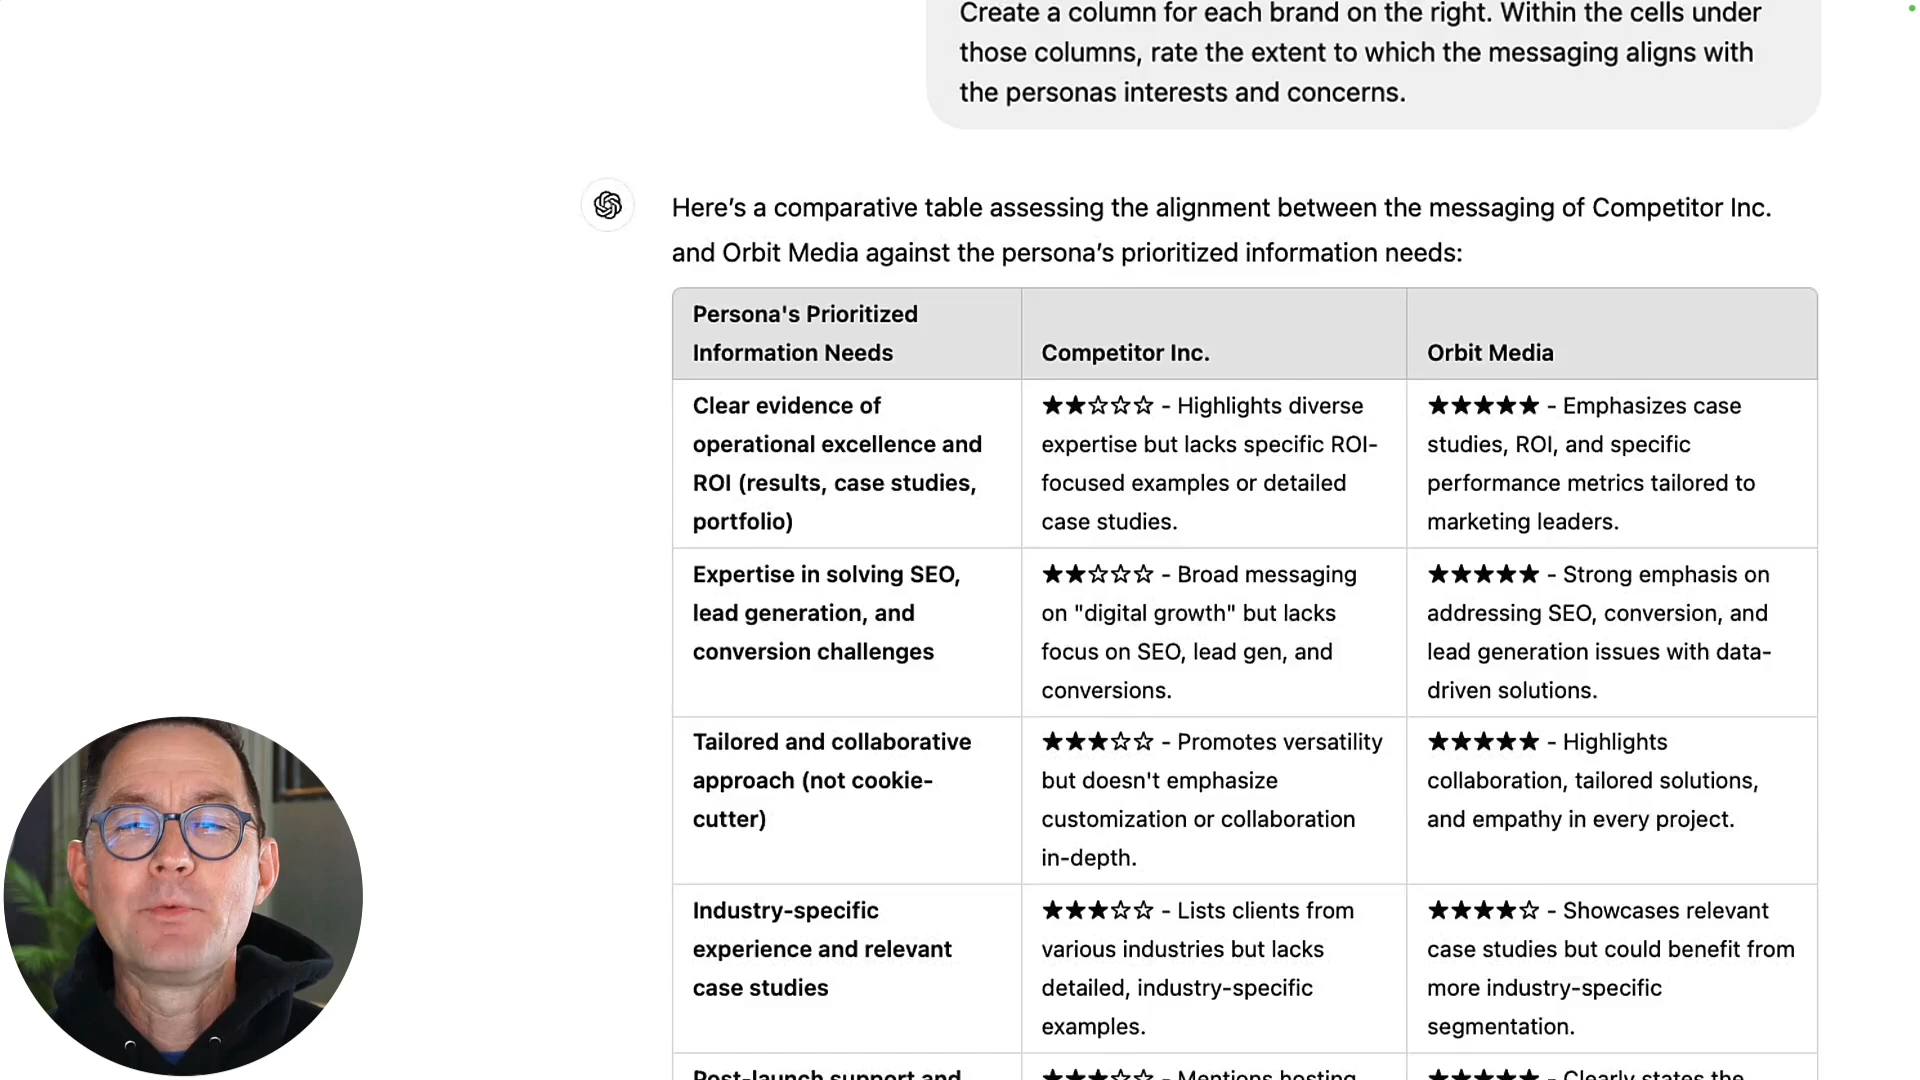 Create a column for each brand on the right. Within the cells under
those columns, rate the extent to which the messaging aligns with
the personas interests and concerns.
Here's a comparative table assessing the alignment between the messaging of Competitor Inc.
and Orbit Media against the persona's prioritized information needs:
Persona's Prioritized
Information Needs
Competitor Inc.
Orbit Media
Clear evidence of
operational excellence and
ROI (results, case studies,
portfolio)
★★☆☆☆ - Highlights diverse
expertise but lacks specific ROI-
focused examples or detailed
case studies.
★★★★★ - Emphasizes case
studies, ROI, and specific
performance metrics tailored to
marketing leaders.
Expertise in solving SEO,
lead generation, and
conversion challenges
★★☆☆☆ - Broad messaging
on "digital growth" but lacks
focus on SEO, lead gen, and
conversions.
★★★★★ - Strong emphasis on
addressing SEO, conversion, and
lead generation issues with data-
driven solutions.
Tailored and collaborative
approach (not cookie-
cutter)
★★★☆☆ - Promotes versatility
but doesn't emphasize
customization or collaboration
in-depth.
★★★★★ - Highlights
collaboration, tailored solutions,
and empathy in every project.
Industry-specific
experience and relevant
case studies
★★★☆☆ - Lists clients from
various industries but lacks
detailed, industry-specific
examples.
★★★★☆ - Showcases relevant
case studies but could benefit from
more industry-specific
segmentation.
Post-launch support and
★★★☆☆ - Mentions hosting
★★★★★ - Clearly states the